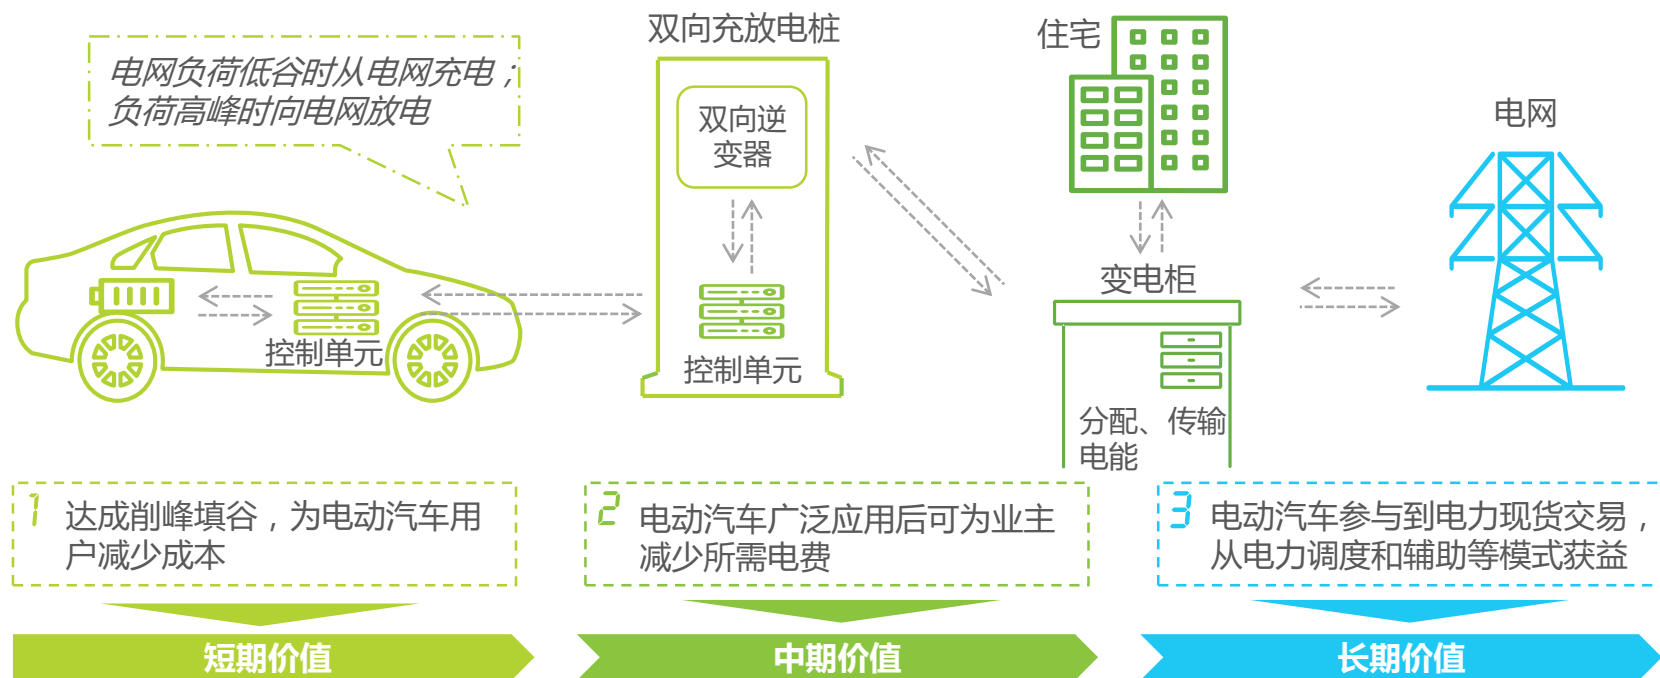 双向充放电桩
住宅
电网负荷低谷时从电网充电；
负荷高峰时向电网放电
电网
双向逆
变器
变电柜
控制单元
控制单元
分配、传输
电能
1
达成削峰填谷，为电动汽车用
户减少成本
2
电动汽车广泛应用后可为业主
减少所需电费
3
电动汽车参与到电力现货交易，
从电力调度和辅助等模式获益
短期价值
中期价值
长期价值